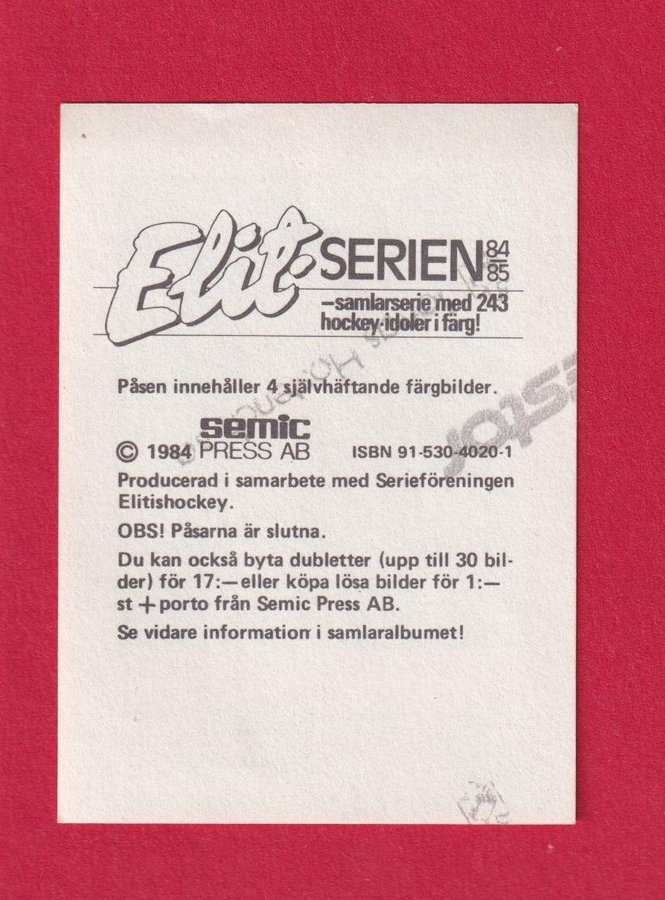 Elit-SERIEN 84/85
–samlarserie med 243
hockey-idoler i färg!
Påsen innehåller 4 självhäftande färgbilder.
semic
© 1984 PRESS AB ISBN 91-530-4020-1
Producerad i samarbete med Serieföreningen
Elitishockey.
OBS! Påsarna är slutna.
Du kan också byta dubletter (upp till 30 bil-
der) för 17:— eller köpa lösa bilder för 1:—
st + porto från Semic Press AB.
Se vidare information i samlaralbumet!